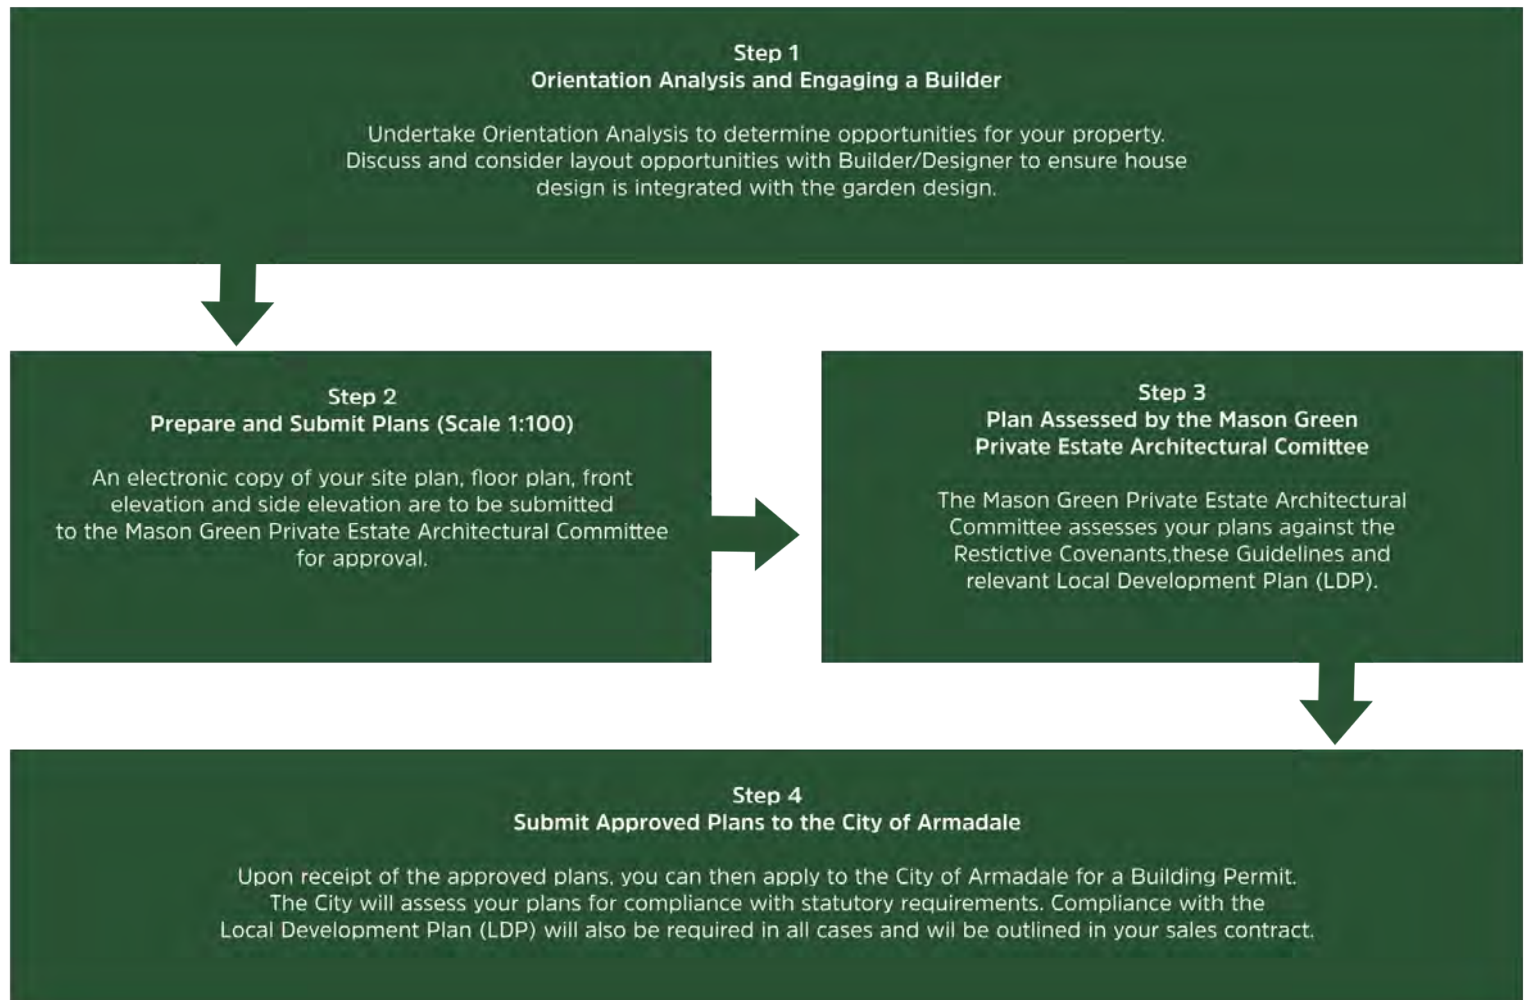 Step 1
Orientation Analysis and Engaging a Builder
Undertake Orientation Analysis to determine opportunities for your property.
Discuss and consider layout opportunities with Builder/Designer to ensure house
design is integrated with the garden design.
Step 2
Prepare and Submit Plans (Scale 1:100)
An electronic copy of your site plan, floor plan, front
elevation and side elevation are to be submitted
to the Mason Green Private Estate Architectural Committee
for approval.
Step 3
Plan Assessed by the Mason Green
Private Estate Architectural Comittee
The Mason Green Private Estate Architectural
Committee assesses your plans against the
Restictive Covenants,these Guidelines and
relevant Local Development Plan (LDP).
Step 4
Submit Approved Plans to the City of Armadale
Upon receipt of the approved plans, you can then apply to the City of Armadale for a Building Permit.
The City will assess your plans for compliance with statutory requirements. Compliance with the
Local Development Plan (LDP) will also be required in all cases and wil be outlined in your sales contract.